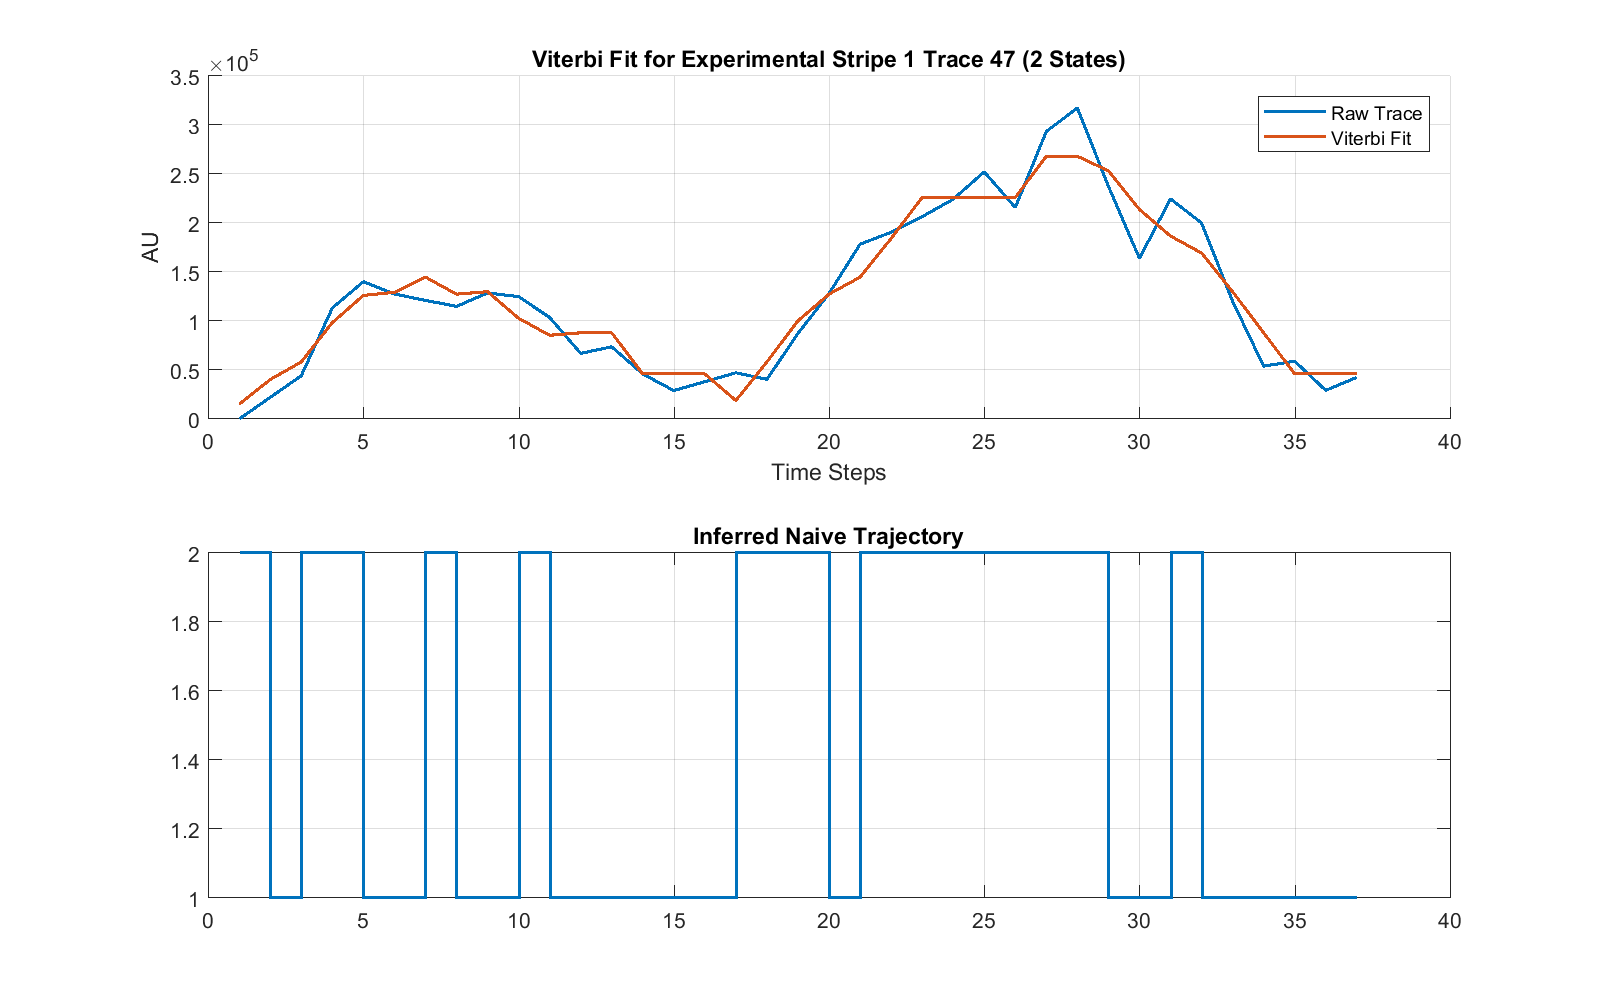 Viterbi Fit for Experimental Stripe 1 Trace 47 (2 States)
×10^5
3.5
3
2.5
2
1.5
1
0.5
0
AU
Raw Trace
Viterbi Fit
0 5 10 15 20 25 30 35 40
Time Steps
Inferred Naive Trajectory
2
1.8
1.6
1.4
1.2
1
0 5 10 15 20 25 30 35 40